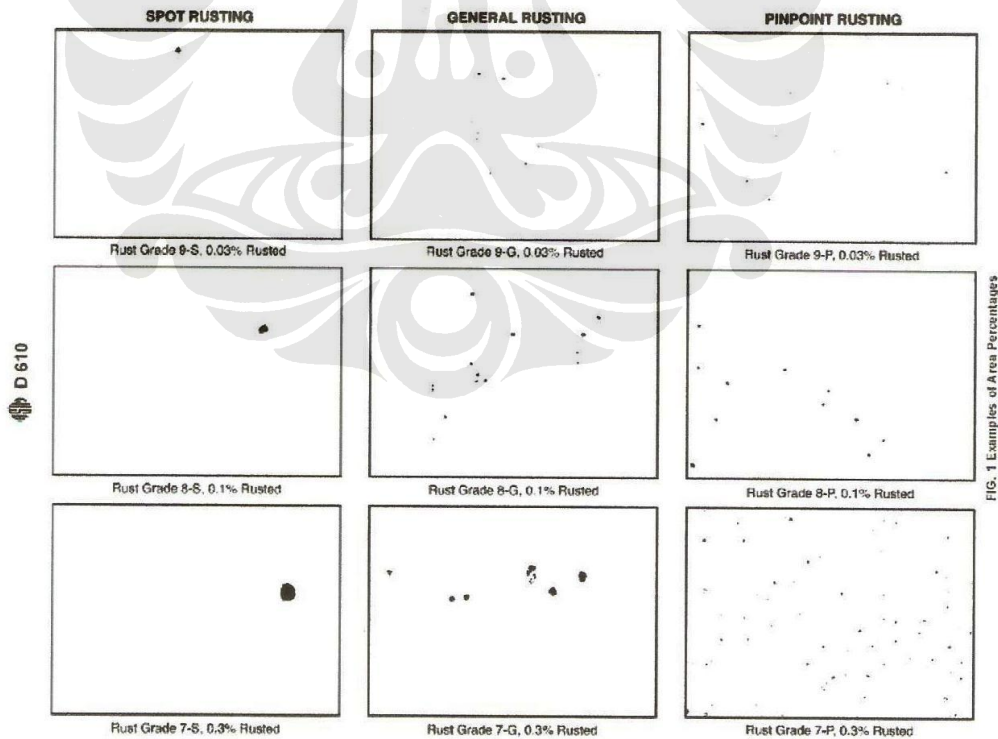 SPOT RUSTING
GENERAL RUSTING
PINPOINT RUSTING
Rust Grade 9-S, 0.03% Rusted
Rust Grade 9-G, 0.03% Rusted
Rust Grade 9-P, 0.03% Rusted
Rust Grade 8-S, 0.1% Rusted
Rust Grade 8-G, 0.1% Rusted
Rust Grade 8-P, 0.1% Rusted
Rust Grade 7-S, 0.3% Rusted
Rust Grade 7-G, 0.3% Rusted
Rust Grade 7-P, 0.3% Rusted
D 610
FIG. 1 Examples of Area Percentages